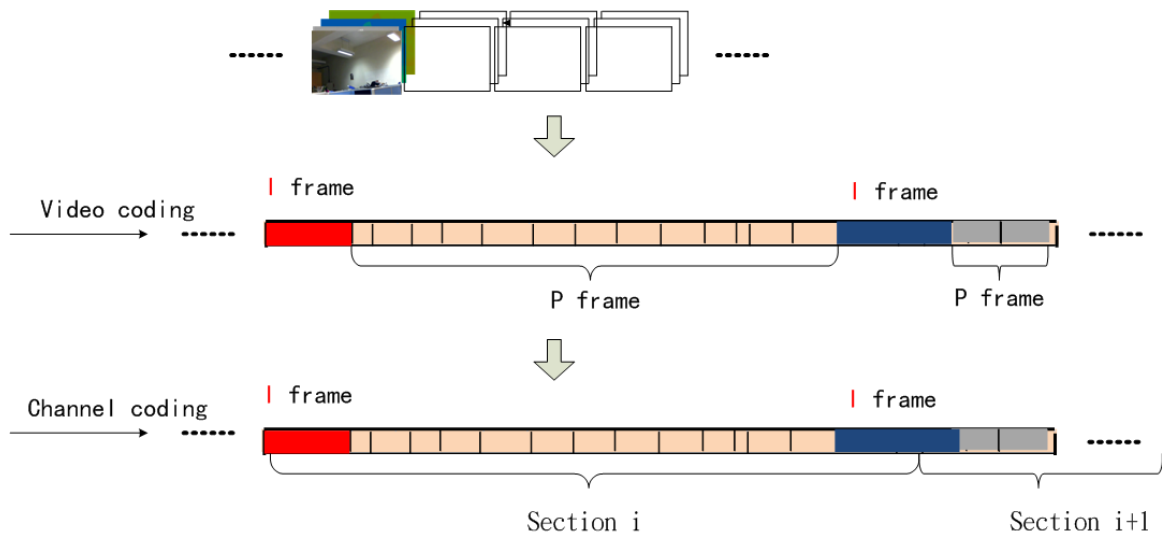 I frame
I frame
Video coding
P frame
P frame
I frame
I frame
Channel coding
Section i
Section i+1